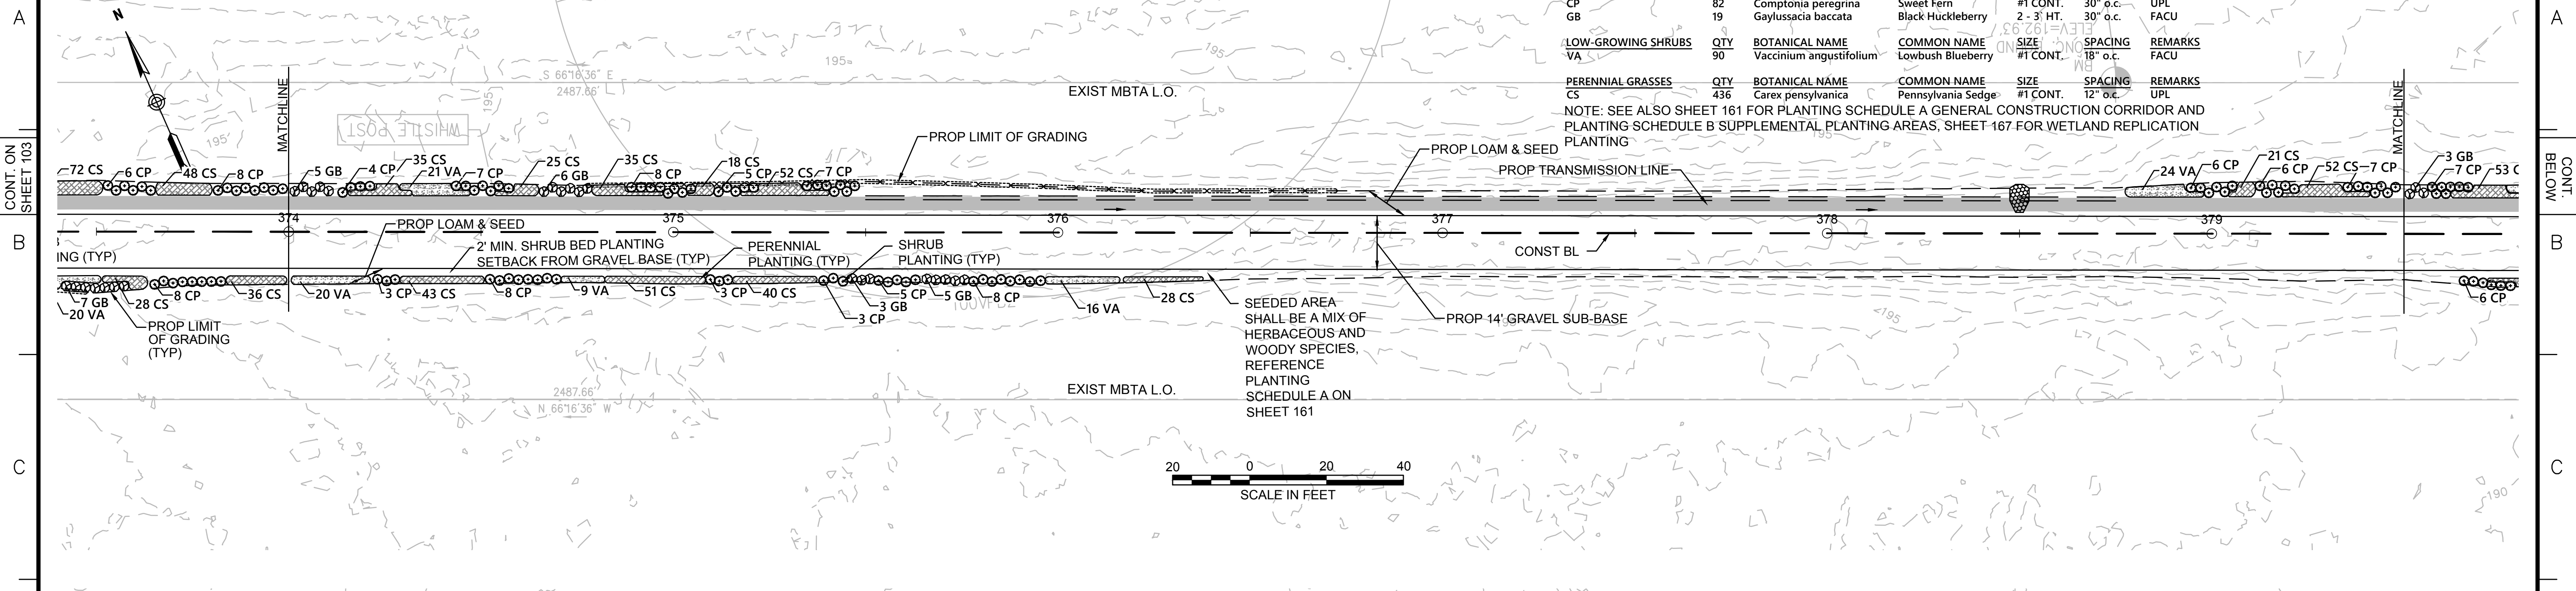 A
A
N
CP 82 Comptonia peregrina Sweet Fern #1 CONT. 30" o.c. UPL
GB 19 Gaylussacia baccata Black Huckleberry 2 - 3' HT. 30" o.c. FACU
LOW-GROWING SHRUBS QTY BOTANICAL NAME COMMON NAME SIZE SPACING REMARKS
VA 90 Vaccinium angustifolium Lowbush Blueberry #1 CONT. 18" o.c. FACU
PERENNIAL GRASSES QTY BOTANICAL NAME COMMON NAME SIZE SPACING REMARKS
CS 436 Carex pensylvanica Pennsylvania Sedge #1 CONT. 12" o.c. UPL
NOTE: SEE ALSO SHEET 161 FOR PLANTING SCHEDULE A GENERAL CONSTRUCTION CORRIDOR AND
PLANTING SCHEDULE B SUPPLEMENTAL PLANTING AREAS, SHEET 167 FOR WETLAND REPLICATION
PLANTING
ELEV=192.93
BM
195
195
195
195
195
S 66°16'36" E
2487.66'
EXIST MBTA L.O.
WHISTLE POST
MATCHLINE
MATCHLINE
CONT. ON
SHEET 103
CONT.
BELOW
PROP LIMIT OF GRADING
PROP LOAM & SEED
PROP TRANSMISSION LINE
72 CS
6 CP
48 CS
8 CP
5 GB
4 CP
35 CS
21 VA
7 CP
25 CS
6 GB
35 CS
8 CP
18 CS
5 CP
52 CS
7 CP
24 VA
6 CP
21 CS
6 CP
52 CS
7 CP
3 GB
7 CP
53 C
374
375
376
377
378
379
B
B
PROP LOAM & SEED
2' MIN. SHRUB BED PLANTING
SETBACK FROM GRAVEL BASE (TYP)
PERENNIAL
PLANTING (TYP)
SHRUB
PLANTING (TYP)
CONST BL
ING (TYP)
7 GB
20 VA
28 CS
8 CP
36 CS
20 VA
3 CP
43 CS
8 CP
9 VA
51 CS
3 CP
40 CS
3 CP
3 GB
5 CP
5 GB
8 CP
16 VA
28 CS
6 CP
PROP LIMIT
OF GRADING
(TYP)
SEEDED AREA
SHALL BE A MIX OF
HERBACEOUS AND
WOODY SPECIES,
REFERENCE
PLANTING
SCHEDULE A ON
SHEET 161
PROP 14' GRAVEL SUB-BASE
195
2487.66'
N 66°16'36" W
EXIST MBTA L.O.
C
C
20 0 20 40
SCALE IN FEET
190